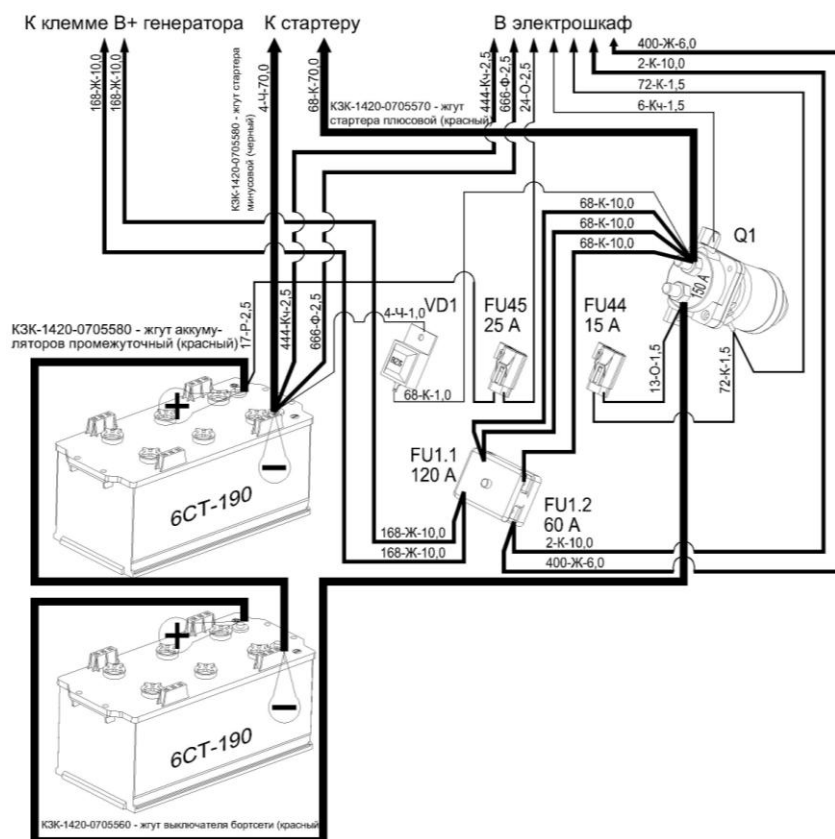 К клемме В+ генератора
К стартеру
В электрошкаф
168-Ж-10,0
168-Ж-10,0
КЗК-1420-0705580 - жгут стартера
минусовой (черный)
4-Ч-70,0
68-К-70,0
КЗК-1420-0705570 - жгут
стартера плюсовой (красный)
444-Кч-2,5
666-Ф-2,5
24-О-2,5
400-Ж-6,0
2-К-10,0
72-К-1,5
6-Кч-1,5
68-К-10,0
68-К-10,0
68-К-10,0
Q1
150 А
КЗК-1420-0705580 - жгут аккуму-
ляторов промежуточный (красный)
17-Р-2,5
444-Кч-2,5
666-Ф-2,5
4-Ч-1,0
VD1
68-К-1,0
FU45
25 А
FU44
15 А
13-О-1,5
72-К-1,5
+
–
6СТ-190
FU1.1
120 А
FU1.2
60 А
168-Ж-10,0
168-Ж-10,0
2-К-10,0
400-Ж-6,0
+
–
6СТ-190
КЗК-1420-0705560 - жгут выключателя бортсети (красный